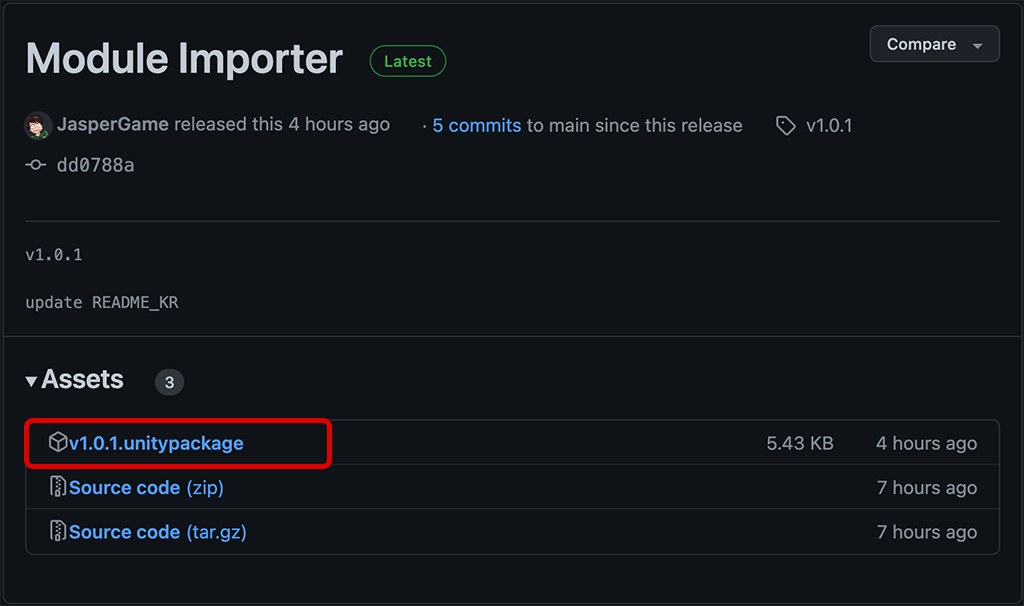 Module Importer Latest Compare
JasperGame released this 4 hours ago · 5 commits to main since this release v1.0.1
dd0788a
v1.0.1
update README_KR
Assets 3
v1.0.1.unitypackage 5.43 KB 4 hours ago
Source code (zip) 7 hours ago
Source code (tar.gz) 7 hours ago